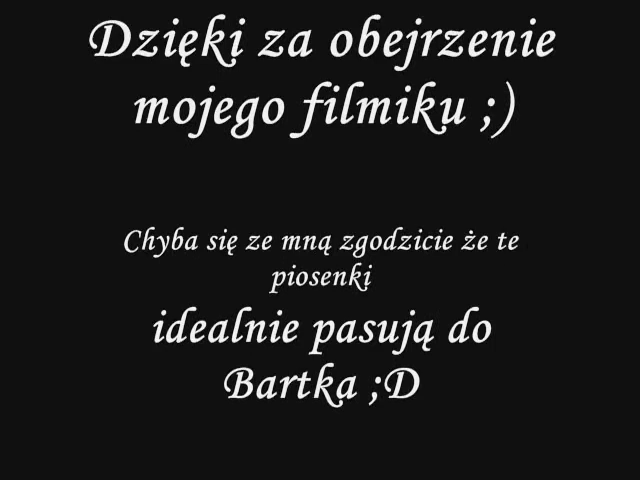 Dzięki za obejrzenie
mojego filmiku ;)
Chyba się ze mną zgodzicie że te
piosenki
idealnie pasują do
Bartka ;D